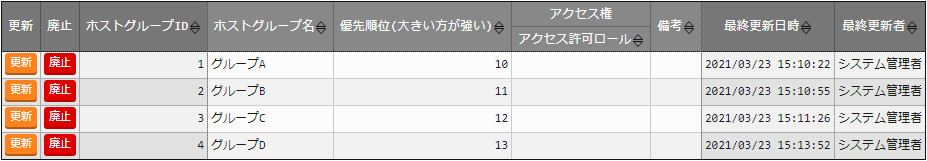 更新 廃止 ホストグループID ホストグループ名 優先順位(大きい方が強い) アクセス権 備考 最終更新日時 最終更新者
アクセス許可ロール
更新 廃止 1 グループA 10 2021/03/23 15:10:22 システム管理者
更新 廃止 2 グループB 11 2021/03/23 15:10:55 システム管理者
更新 廃止 3 グループC 12 2021/03/23 15:11:26 システム管理者
更新 廃止 4 グループD 13 2021/03/23 15:13:52 システム管理者